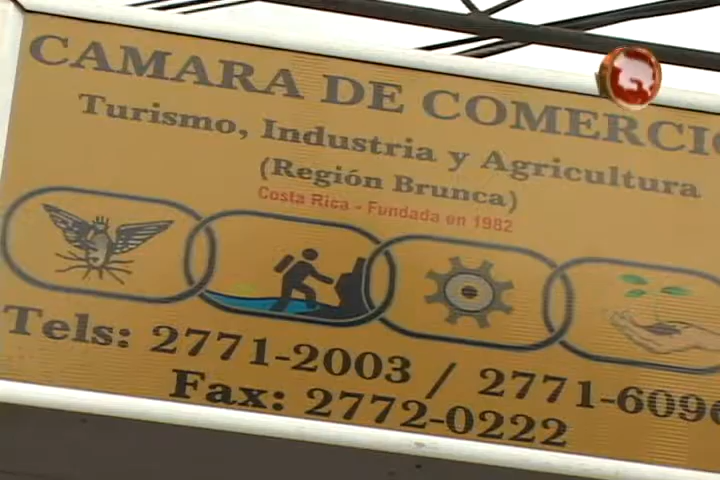 CAMARA DE COMERCIO
Turismo, Industria y Agricultura
(Región Brunca)
Costa Rica - Fundada en 1982
Tels: 2771-2003 / 2771-6096
Fax: 2772-0222